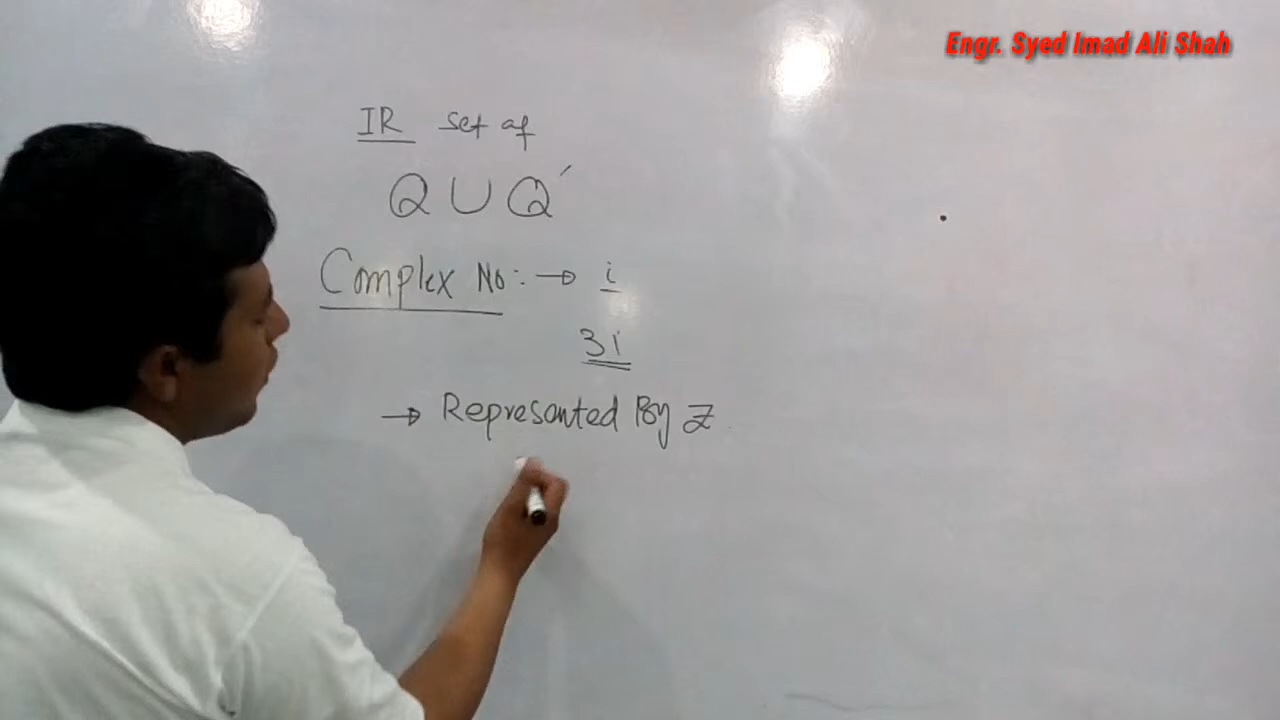 Engr. Syed Imad Ali Shah
IR set of
Q U Q´
Complex No: → i
3i
→ Represented By Z